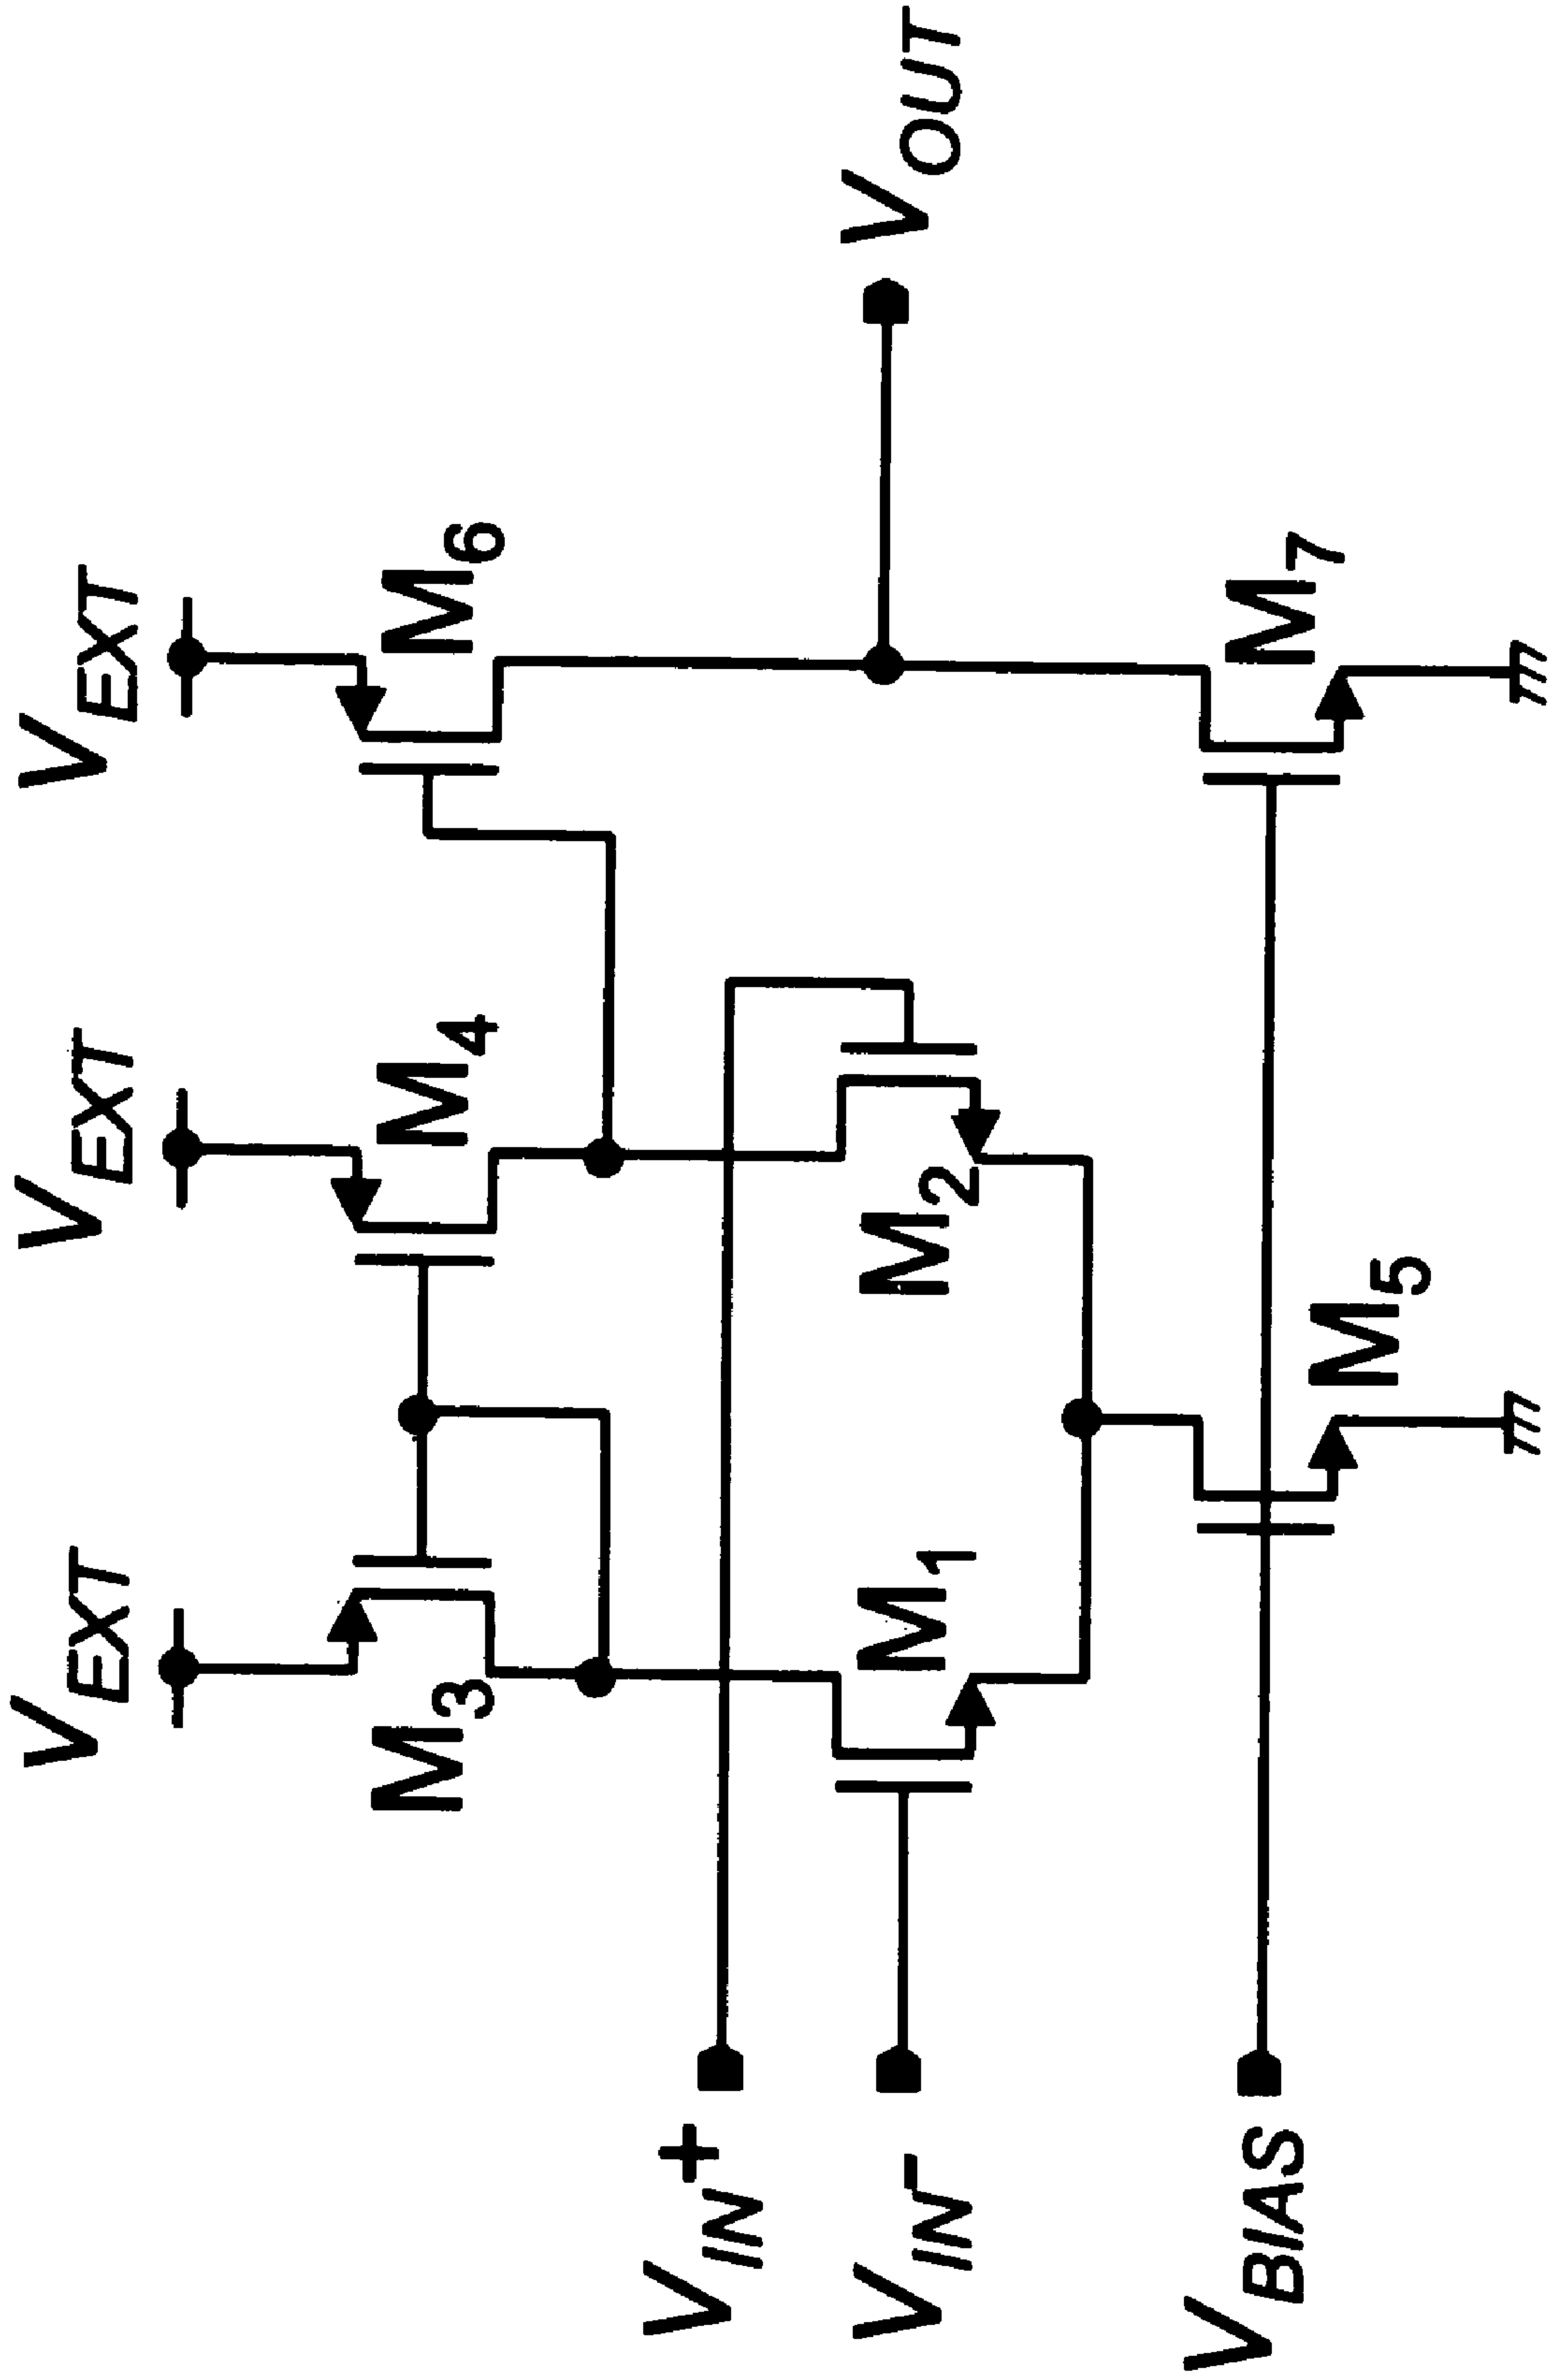 V_EXT
V_EXT
V_EXT
M_3
M_4
M_6
V_IN+
V_IN-
M_1
M_2
V_OUT
V_BIAS
M_5
M_7